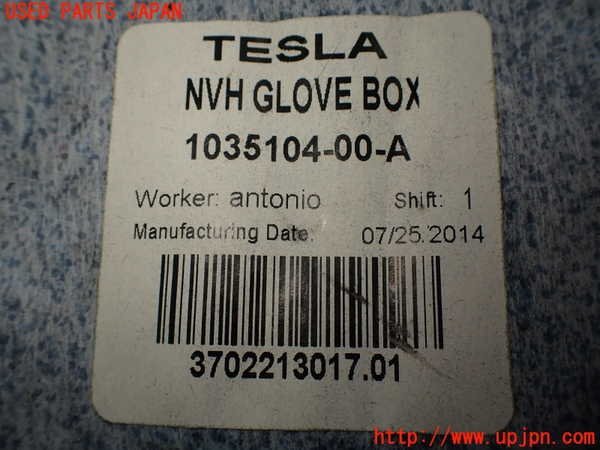 USED PARTS JAPAN
TESLA
NVH GLOVE BOX
1035104-00-A
Worker: antonio Shift: 1
Manufacturing Date: 07/25/2014
3702213017.01
http://www.upjpn.com/